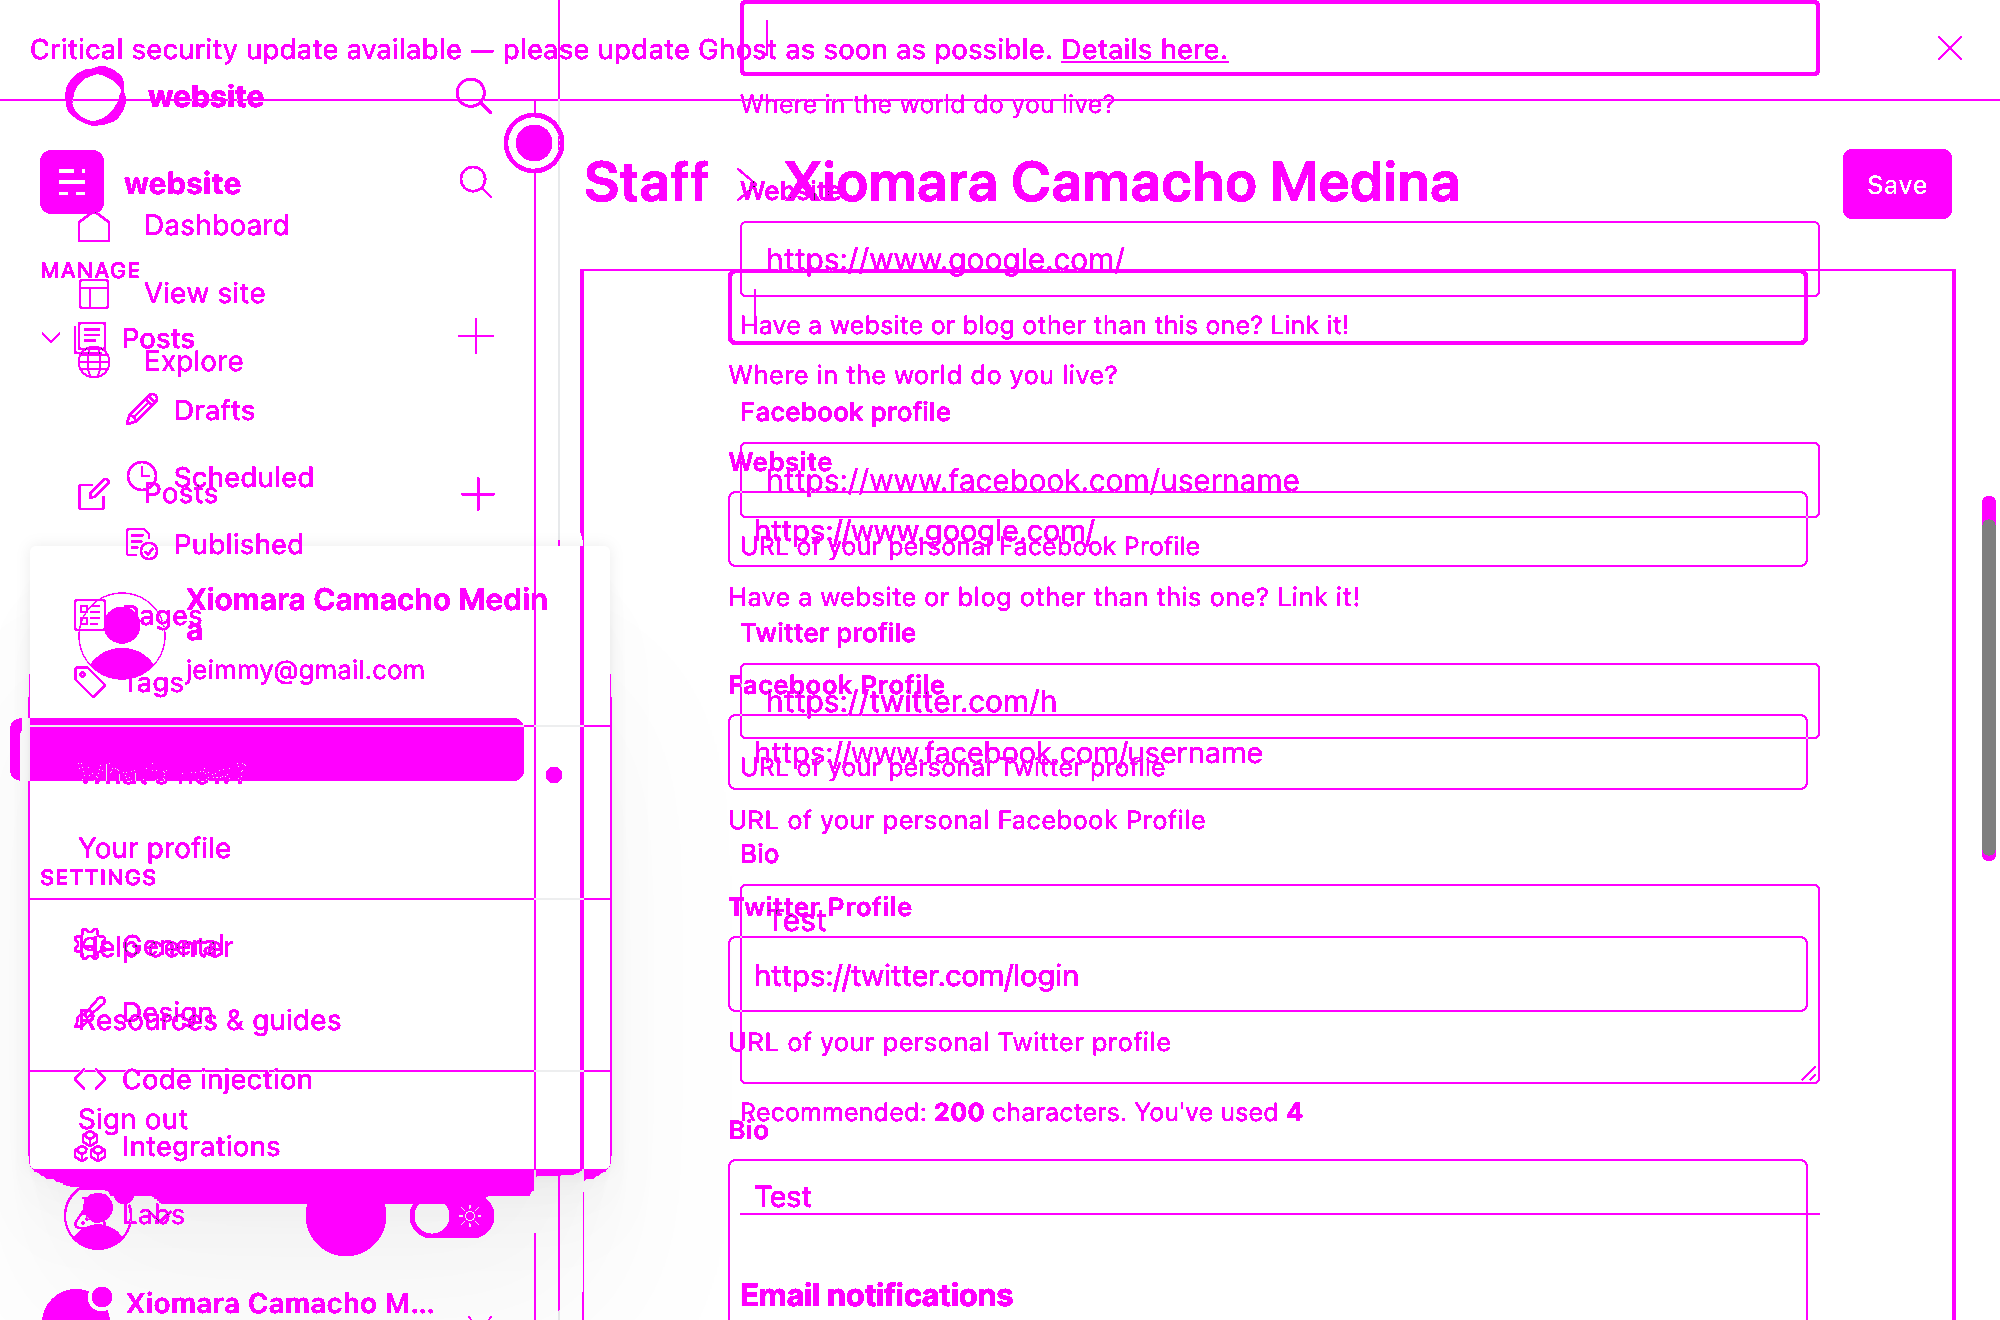 Critical security update available — please update Ghost as soon as possible. Details here.
website
Where in the world do you live?
website
Staff
Xiomara Camacho Medina
Save
Website
Dashboard
https://www.google.com/
MANAGE
View site
Have a website or blog other than this one? Link it!
Posts
Explore
Where in the world do you live?
Drafts
Facebook profile
Website
Scheduled
https://www.facebook.com/username
Posts
https://www.google.com/
Published
URL of your personal Facebook Profile
Xiomara Camacho Medin
a
Have a website or blog other than this one? Link it!
Pages
Twitter profile
jeimmy@gmail.com
Tags
Facebook Profile
https://twitter.com/h
https://www.facebook.com/username
What's new?
URL of your personal Twitter profile
URL of your personal Facebook Profile
Your profile
Bio
SETTINGS
Twitter Profile
Test
General
Help center
https://twitter.com/login
Design
Resources & guides
URL of your personal Twitter profile
Code injection
Sign out
Recommended: 200 characters. You've used 4
Bio
Integrations
Test
Labs
Email notifications
Xiomara Camacho M...